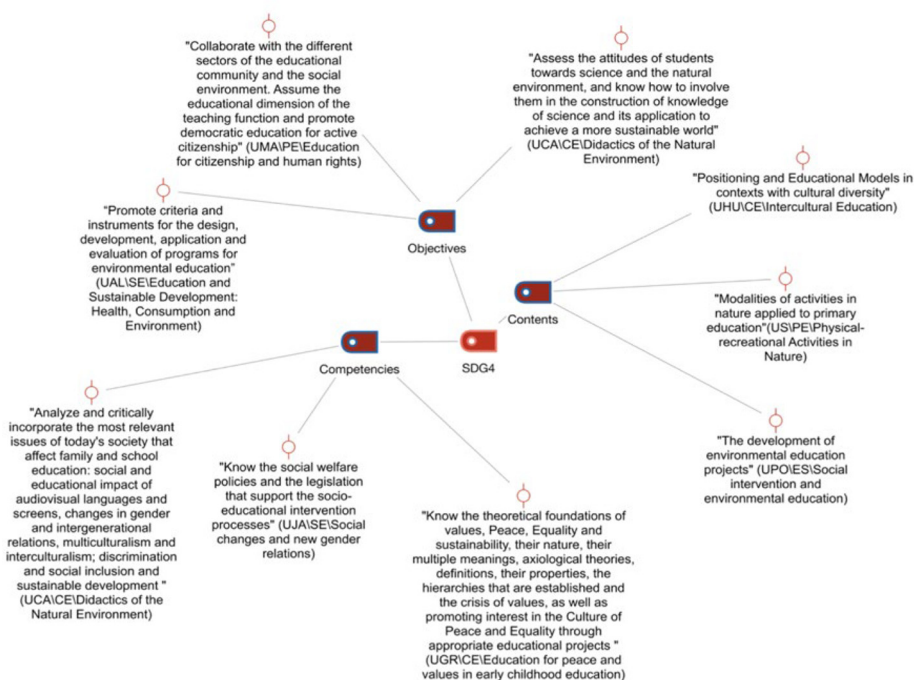 "Collaborate with the different
sectors of the educational
community and the social
environment. Assume the
educational dimension of the
teaching function and promote
democratic education for active
citizenship" (UMA\PE\Education
for citizenship and human rights)
"Assess the attitudes of students
towards science and the natural
environment, and know how to involve
them in the construction of knowledge
of science and its application to
achieve a more sustainable world"
(UCA\CE\Didactics of the Natural
Environment)
"Positioning and Educational Models in
contexts with cultural diversity"
(UHU\CE\Intercultural Education)
"Promote criteria and
instruments for the design,
development, application and
evaluation of programs for
environmental education"
(UAL\SE\Education and
Sustainable Development:
Health, Consumption and
Environment)
Objectives
Contents
"Modalities of activities in
nature applied to primary
education"(US\PE\Physical-
recreational Activities in
Nature)
Competencies
SDG4
"Analyze and critically
incorporate the most relevant
issues of today's society that
affect family and school
education: social and
educational impact of
audiovisual languages and
screens, changes in gender
and intergenerational
relations, multiculturalism and
interculturalism; discrimination
and social inclusion and
sustainable development "
(UCA\CE\Didactics of the
Natural Environment)
"Know the social welfare
policies and the legislation
that support the socio-
educational intervention
processes" (UJA\SE\Social
changes and new gender
relations)
"Know the theoretical foundations of
values, Peace, Equality and
sustainability, their nature, their
multiple meanings, axiological theories,
definitions, their properties, the
hierarchies that are established and
the crisis of values, as well as
promoting interest in the Culture of
Peace and Equality through
appropriate educational projects "
(UGR\CE\Education for peace and
values in early childhood education)
"The development of
environmental education
projects" (UPO\ES\Social
intervention and
environmental education)